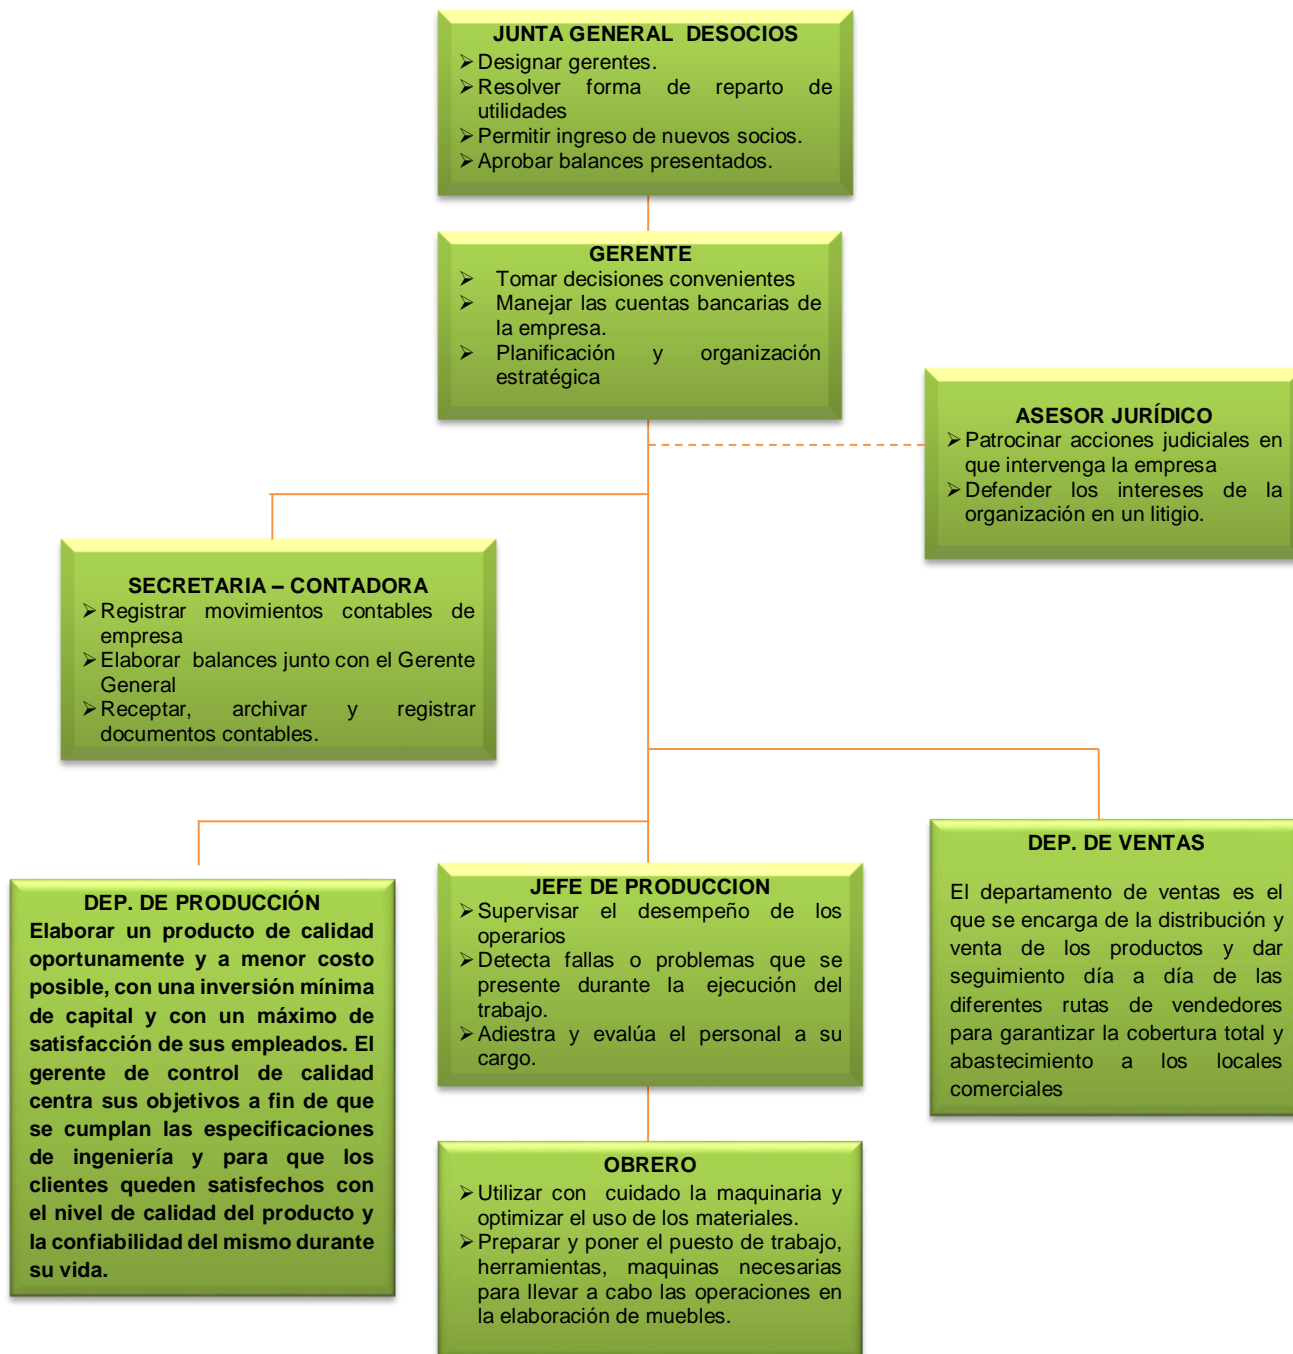 JUNTA GENERAL  DESOCIOS
➢ Designar gerentes.
➢ Resolver forma de reparto de
utilidades
➢ Permitir ingreso de nuevos socios.
➢ Aprobar balances presentados.
GERENTE
➢ Tomar decisiones convenientes
➢ Manejar las cuentas bancarias de
la empresa.
➢ Planificación y organización
estratégica
ASESOR JURÍDICO
➢ Patrocinar acciones judiciales en
que intervenga la empresa
➢ Defender los intereses de la
organización en un litigio.
SECRETARIA – CONTADORA
➢ Registrar movimientos contables de
empresa
➢ Elaborar  balances junto con el Gerente
General
➢ Receptar, archivar y registrar
documentos contables.
DEP. DE PRODUCCIÓN
Elaborar un producto de calidad
oportunamente y a menor costo
posible, con una inversión mínima
de capital y con un máximo de
satisfacción de sus empleados. El
gerente de control de calidad
centra sus objetivos a fin de que
se cumplan las especificaciones
de ingeniería y para que los
clientes queden satisfechos con
el nivel de calidad del producto y
la confiabilidad del mismo durante
su vida.
JEFE DE PRODUCCION
➢ Supervisar el desempeño de los
operarios
➢ Detecta fallas o problemas que se
presente durante la ejecución del
trabajo.
➢ Adiestra y evalúa el personal a su
cargo.
DEP. DE VENTAS
El departamento de ventas es el
que se encarga de la distribución y
venta de los productos y dar
seguimiento día a día de las
diferentes rutas de vendedores
para garantizar la cobertura total y
abastecimiento a los locales
comerciales
OBRERO
➢ Utilizar con  cuidado la maquinaria y
optimizar el uso de los materiales.
➢ Preparar y poner el puesto de trabajo,
herramientas, maquinas necesarias
para llevar a cabo las operaciones en
la elaboración de muebles.